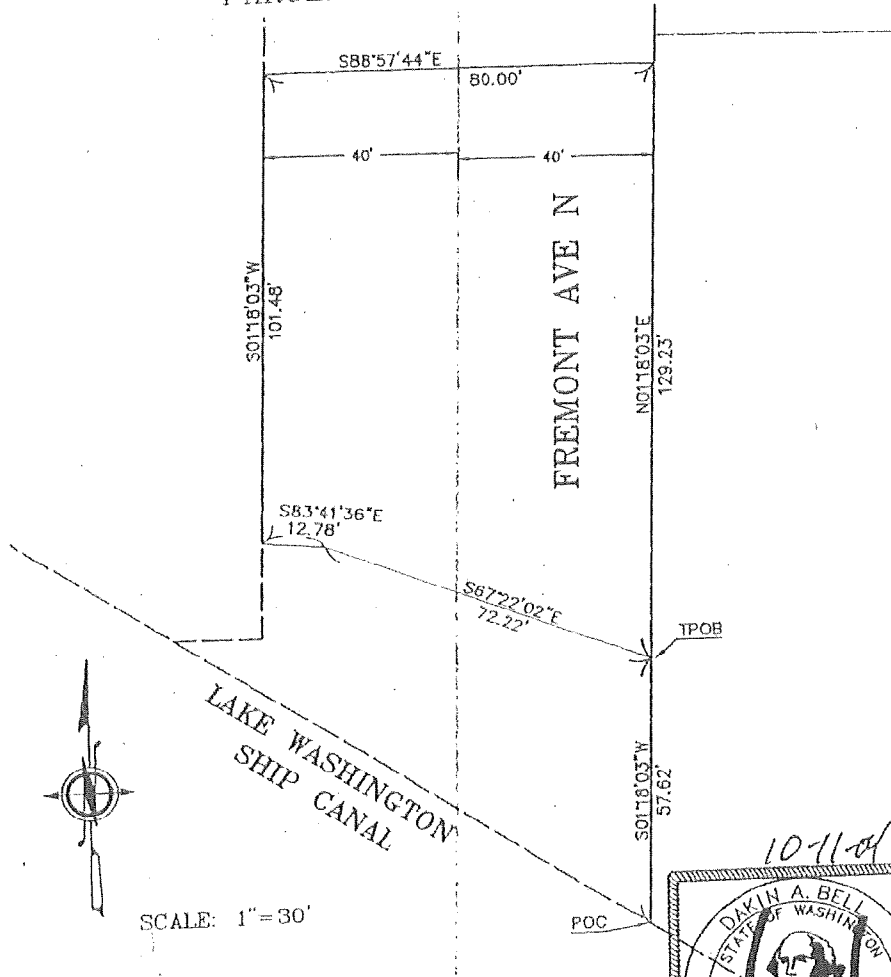 S88°57'44"E
80.00'
40'
40'
FREMONT AVE N
S01°18'03"W
101.48'
N01°18'03"E
129.23'
S83°41'36"E
12.78'
S67°22'02"E
72.22'
TPOB
LAKE WASHINGTON
SHIP CANAL
S01°18'03"W
57.62'
10-11-01
DAKIN A. BELL
STATE OF WASHINGTON
POC
SCALE: 1"=30'